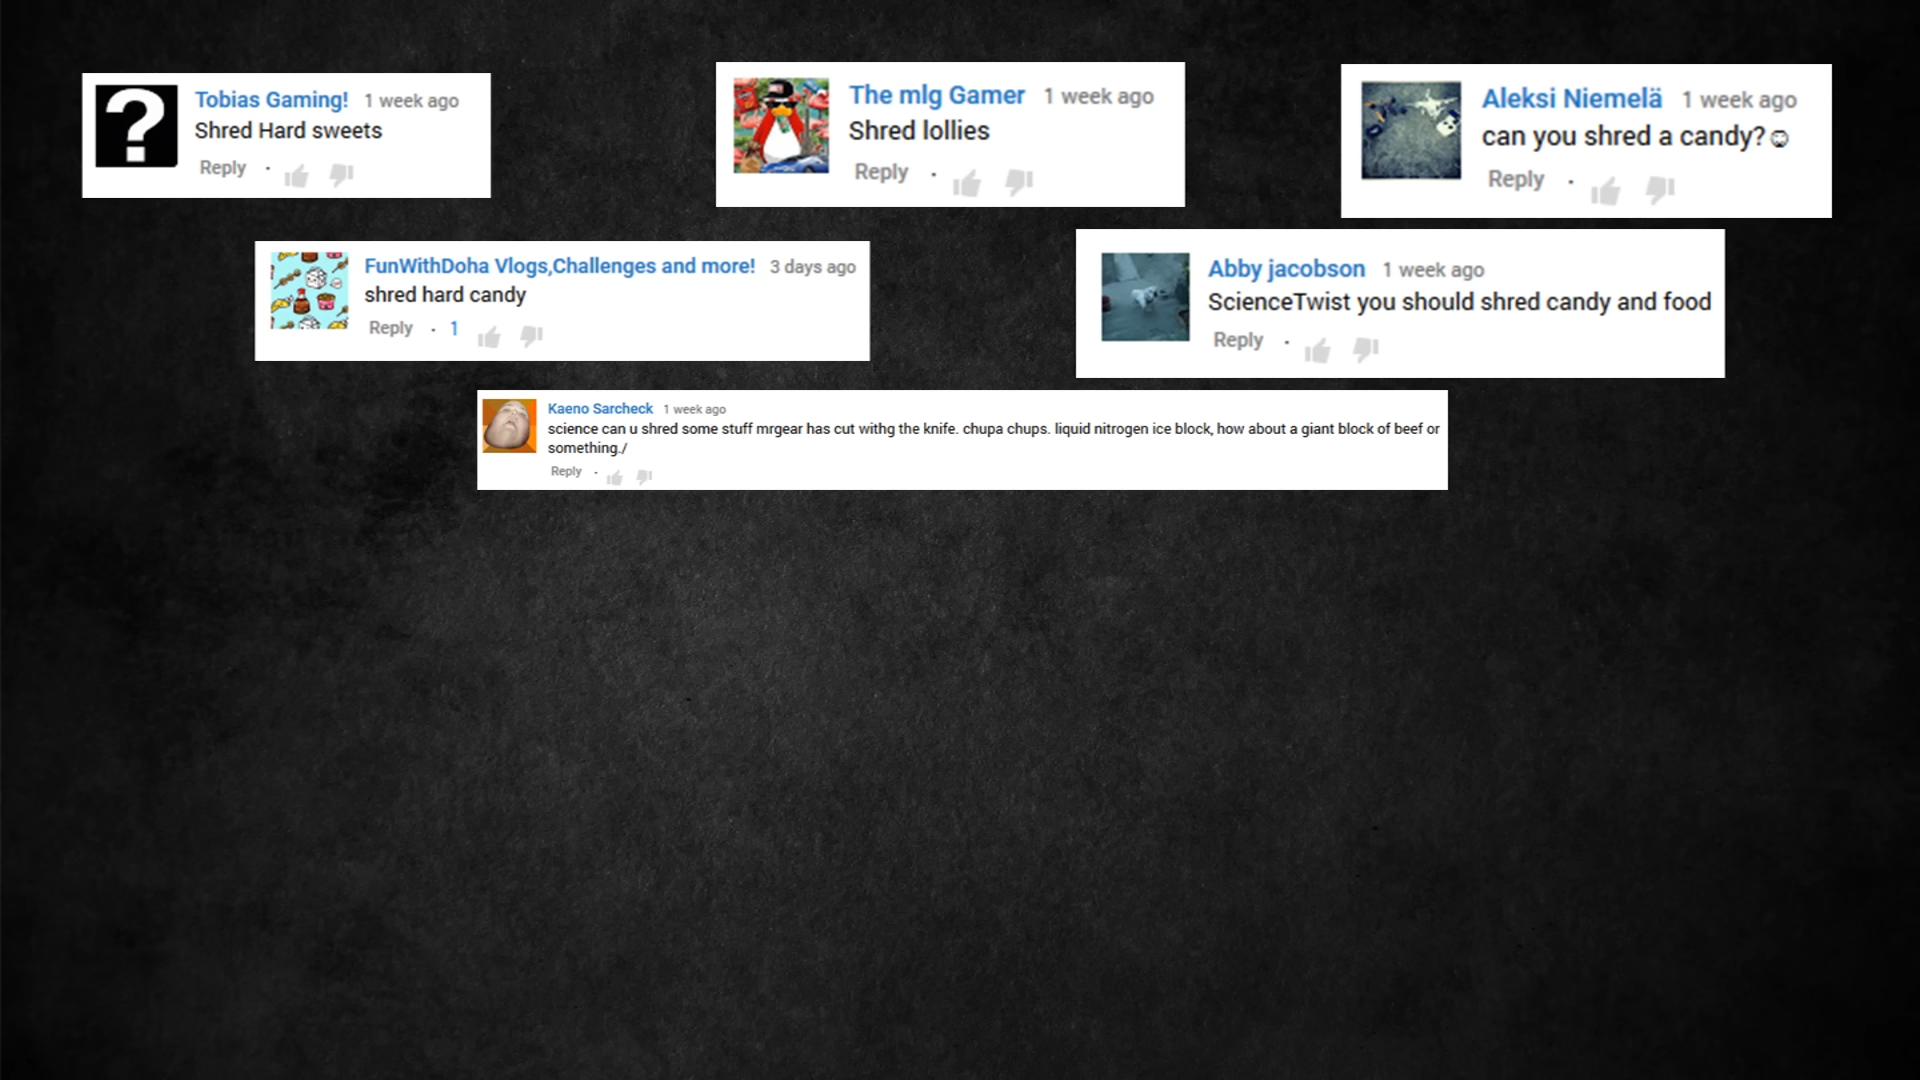 Tobias Gaming! 1 week ago
Shred Hard sweets
Reply ·
The mlg Gamer 1 week ago
Shred lollies
Reply ·
Aleksi Niemelä 1 week ago
can you shred a candy?
Reply ·
FunWithDoha Vlogs,Challenges and more! 3 days ago
shred hard candy
Reply · 1
Abby jacobson 1 week ago
ScienceTwist you should shred candy and food
Reply ·
Kaeno Sarcheck 1 week ago
science can u shred some stuff mrgear has cut withg the knife. chupa chups. liquid nitrogen ice block, how about a giant block of beef or
something./
Reply ·